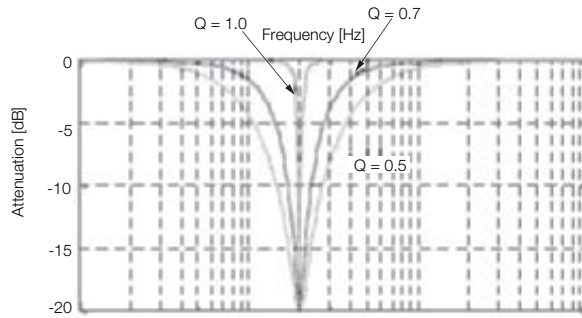 Q = 1.0
Q = 0.7
Frequency [Hz]
0
-5
-10
-15
-20
Attenuation [dB]
Q = 0.5